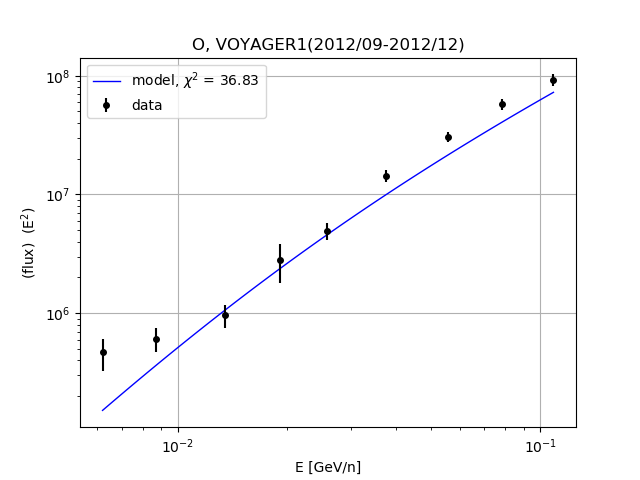 O, VOYAGER1(2012/09-2012/12)
model, χ² = 36.83
data
10⁸
10⁷
10⁶
(flux) (E²)
10⁻²
10⁻¹
E [GeV/n]